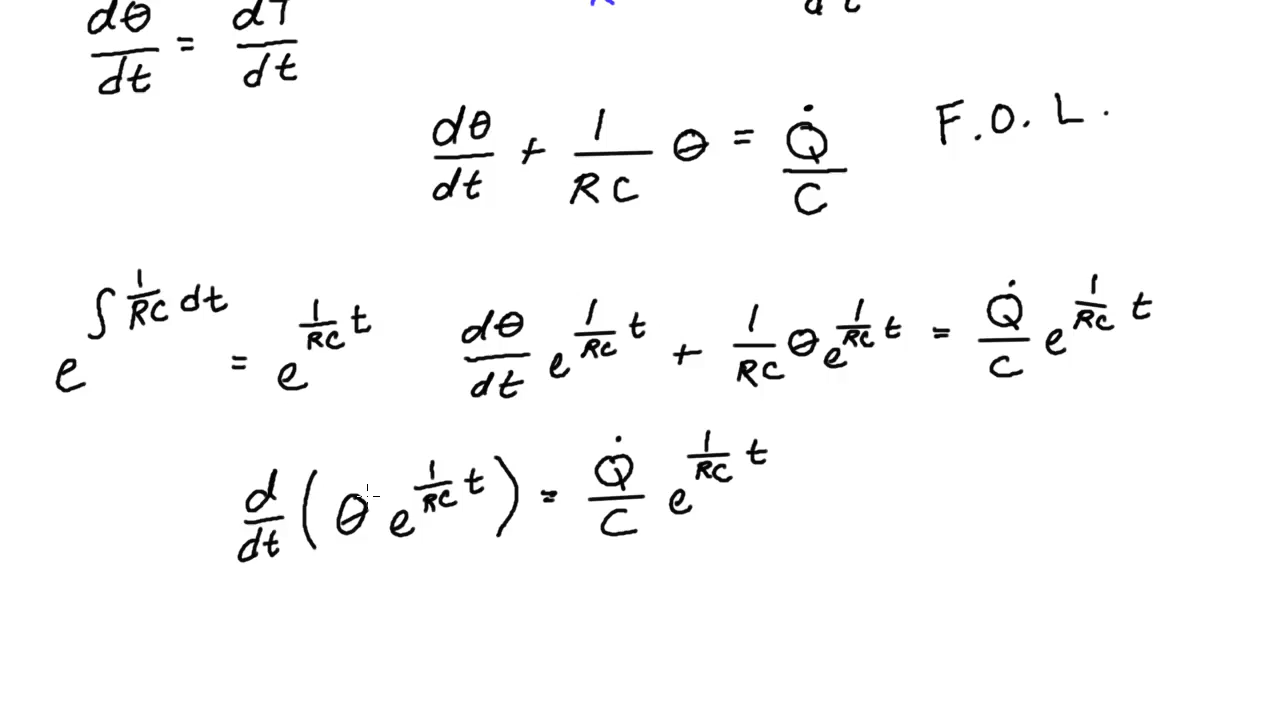 dθ/dt = dT/dt
dθ/dt + 1/RC θ = Q̇/C   F.O.L.
e^(∫ 1/RC dt) = e^(1/RC t)   dθ/dt e^(1/RC t) + 1/RC θ e^(1/RC t) = Q̇/C e^(1/RC t)
d/dt (θ e^(1/RC t)) = Q̇/C e^(1/RC t)